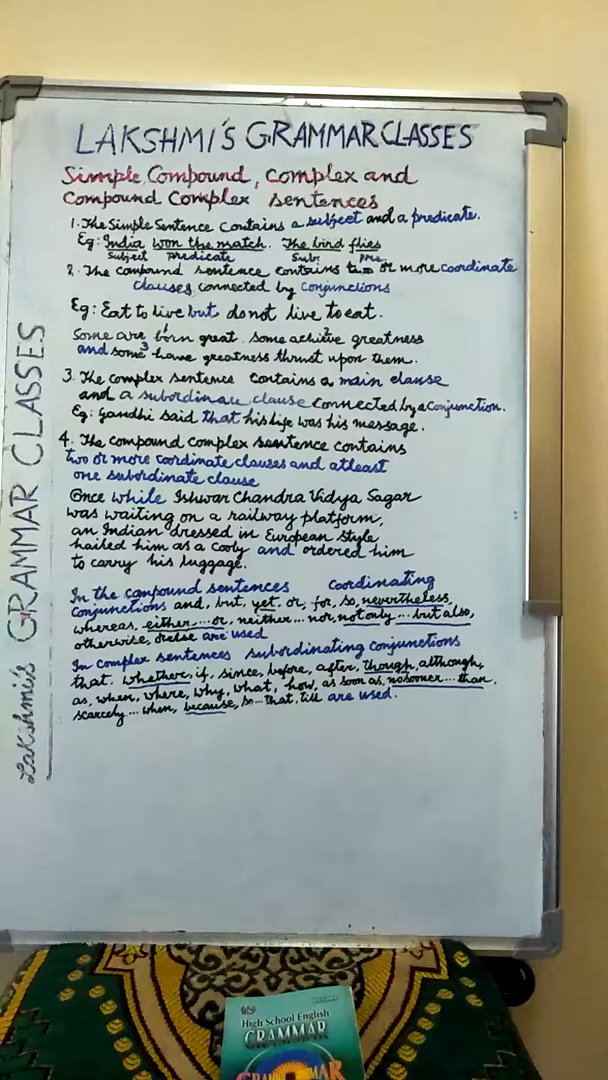 LAKSHMI'S GRAMMAR CLASSES
Simple, Compound, complex and
Compound Complex sentences
1. The Simple Sentence contains a subject and a predicate.
Eg: India won the match. The bird flies
Subject predicate Sub: Pre.
2. The compound sentence contains two or more coordinate
clauses connected by conjunctions
Eg: Eat to live but do not live to eat.
Some are born great 1, some achieve greatness 2
and some 3 have greatness thrust upon them.
3. The complex sentence contains a main clause
and a subordinate clause connected by a conjunction.
Eg: Gandhi said that his life was his message.
4. The compound complex sentence contains
two or more coordinate clauses and atleast
one subordinate clause
Once while Ishwar Chandra Vidya Sagar
was waiting on a railway platform,
an Indian dressed in European style
hailed him as a cooly and ordered him
to carry his luggage.
In the compound sentences coordinating
conjunctions and, but, yet, or, for, so, nevertheless,
whereas, either...or, neither...nor, not only...but also,
otherwise, or else are used
In complex sentences subordinating conjunctions
that, whether, if, since, before, after, though, although,
as, when, where, why, what, how, as soon as, no sooner...than,
scarcely...when, because, so...that, till are used.
Lakshmi's GRAMMAR CLASSES
High School English
GRAMMAR